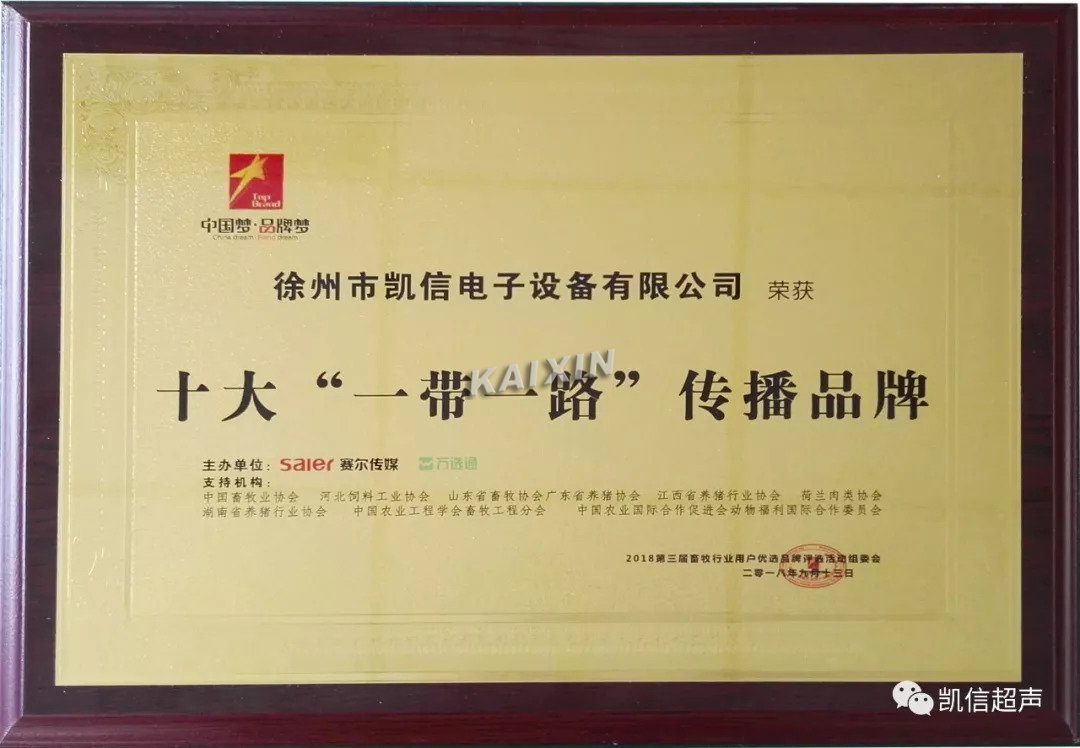 Top
Brand
中国梦·品牌梦
China dream·Brand dream
徐州市凯信电子设备有限公司 荣获
十大“一带一路”传播品牌
KAIXIN
主办单位：saier 赛尔传媒 万选通
支持机构：
中国畜牧业协会 河北饲料工业协会 山东省畜牧协会广东省养猪协会 江西省养猪行业协会 荷兰肉类协会
湖南省养猪行业协会 中国农业工程学会畜牧工程分会 中国农业国际合作促进会动物福利国际合作委员会
2018第三届畜牧行业用户优选品牌评选活动组委会
二零一八年九月十三日
凯信超声